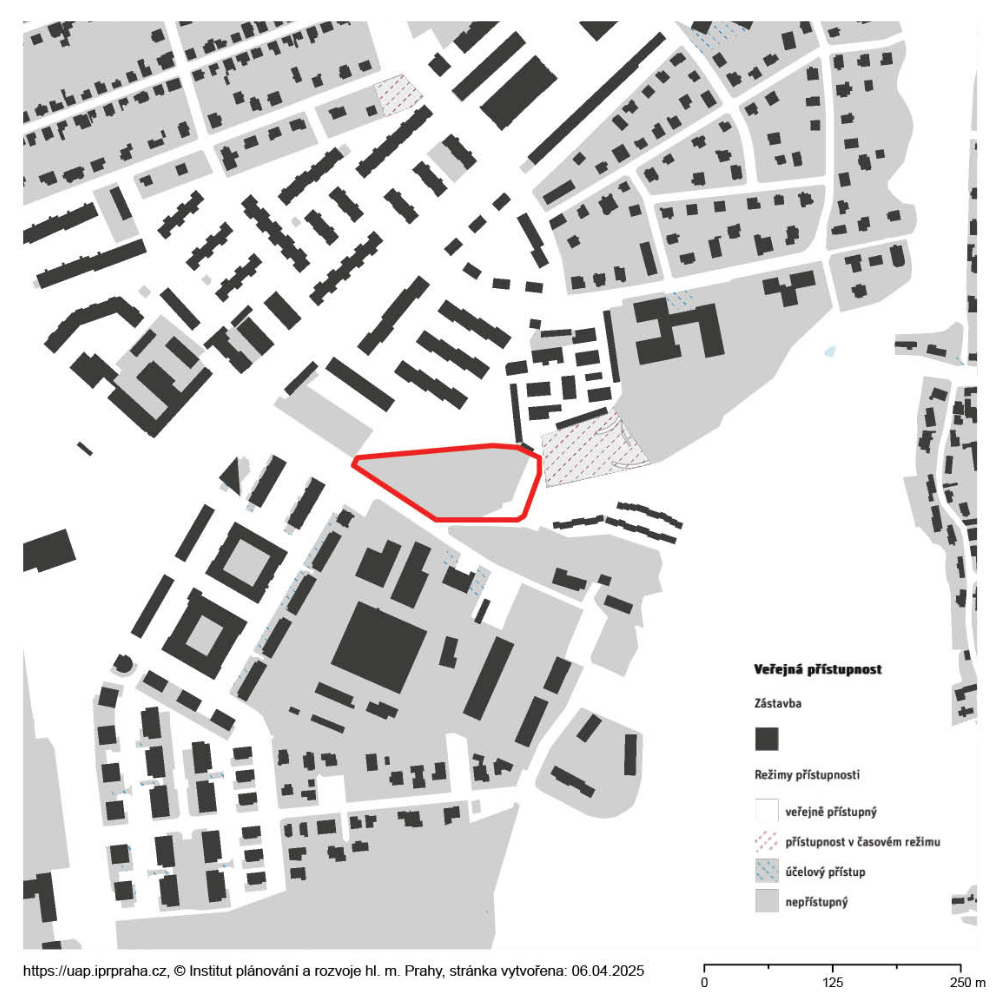 Veřejná přístupnost
Zástavba
Režimy přístupnosti
veřejně přístupný
přístupnost v časovém režimu
účelový přístup
nepřístupný
https://uap.iprpraha.cz, © Institut plánování a rozvoje hl. m. Prahy, stránka vytvořena: 06.04.2025
0 125 250 m